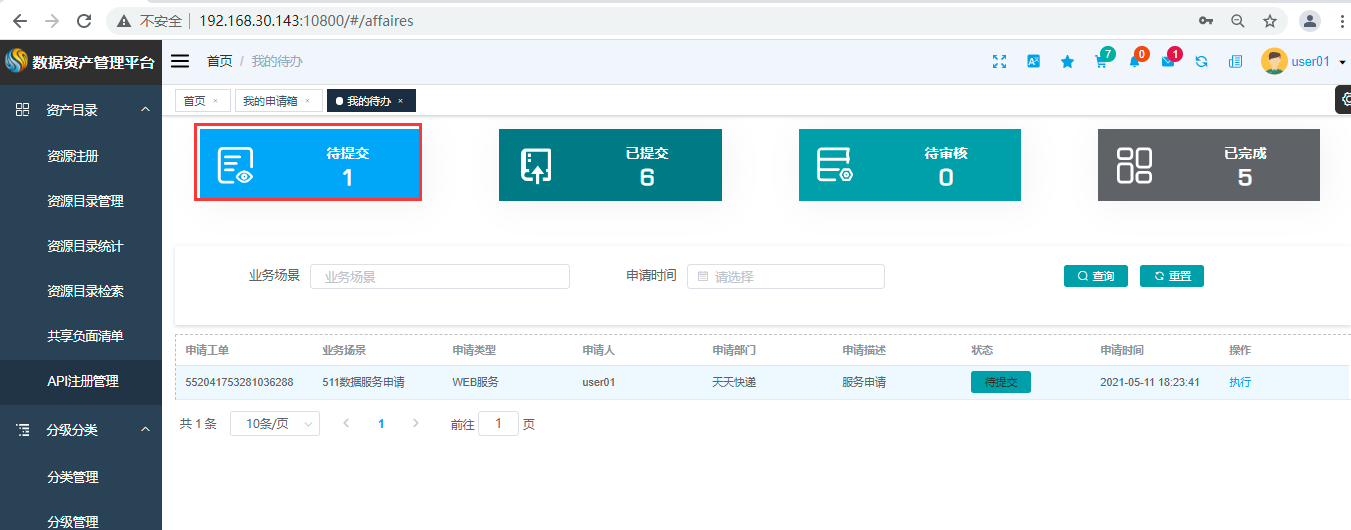 不安全 192.168.30.143:10800/#/affaires
数据资产管理平台
首页 / 我的待办
7
0
1
user01
首页 ×
我的申请箱 ×
我的待办 ×
资产目录
资源注册
资源目录管理
资源目录统计
资源目录检索
共享负面清单
API注册管理
分级分类
分类管理
分级管理
待提交
1
已提交
6
待审核
0
已完成
5
业务场景 业务场景
申请时间 请选择
查询 重置
申请工单 业务场景 申请类型 申请人 申请部门 申请描述 状态 申请时间 操作
552041753281036288 511数据服务申请 WEB服务 user01 天天快递 服务申请 待提交 2021-05-11 18:23:41 执行
共 1 条 10条/页 1 前往 1 页